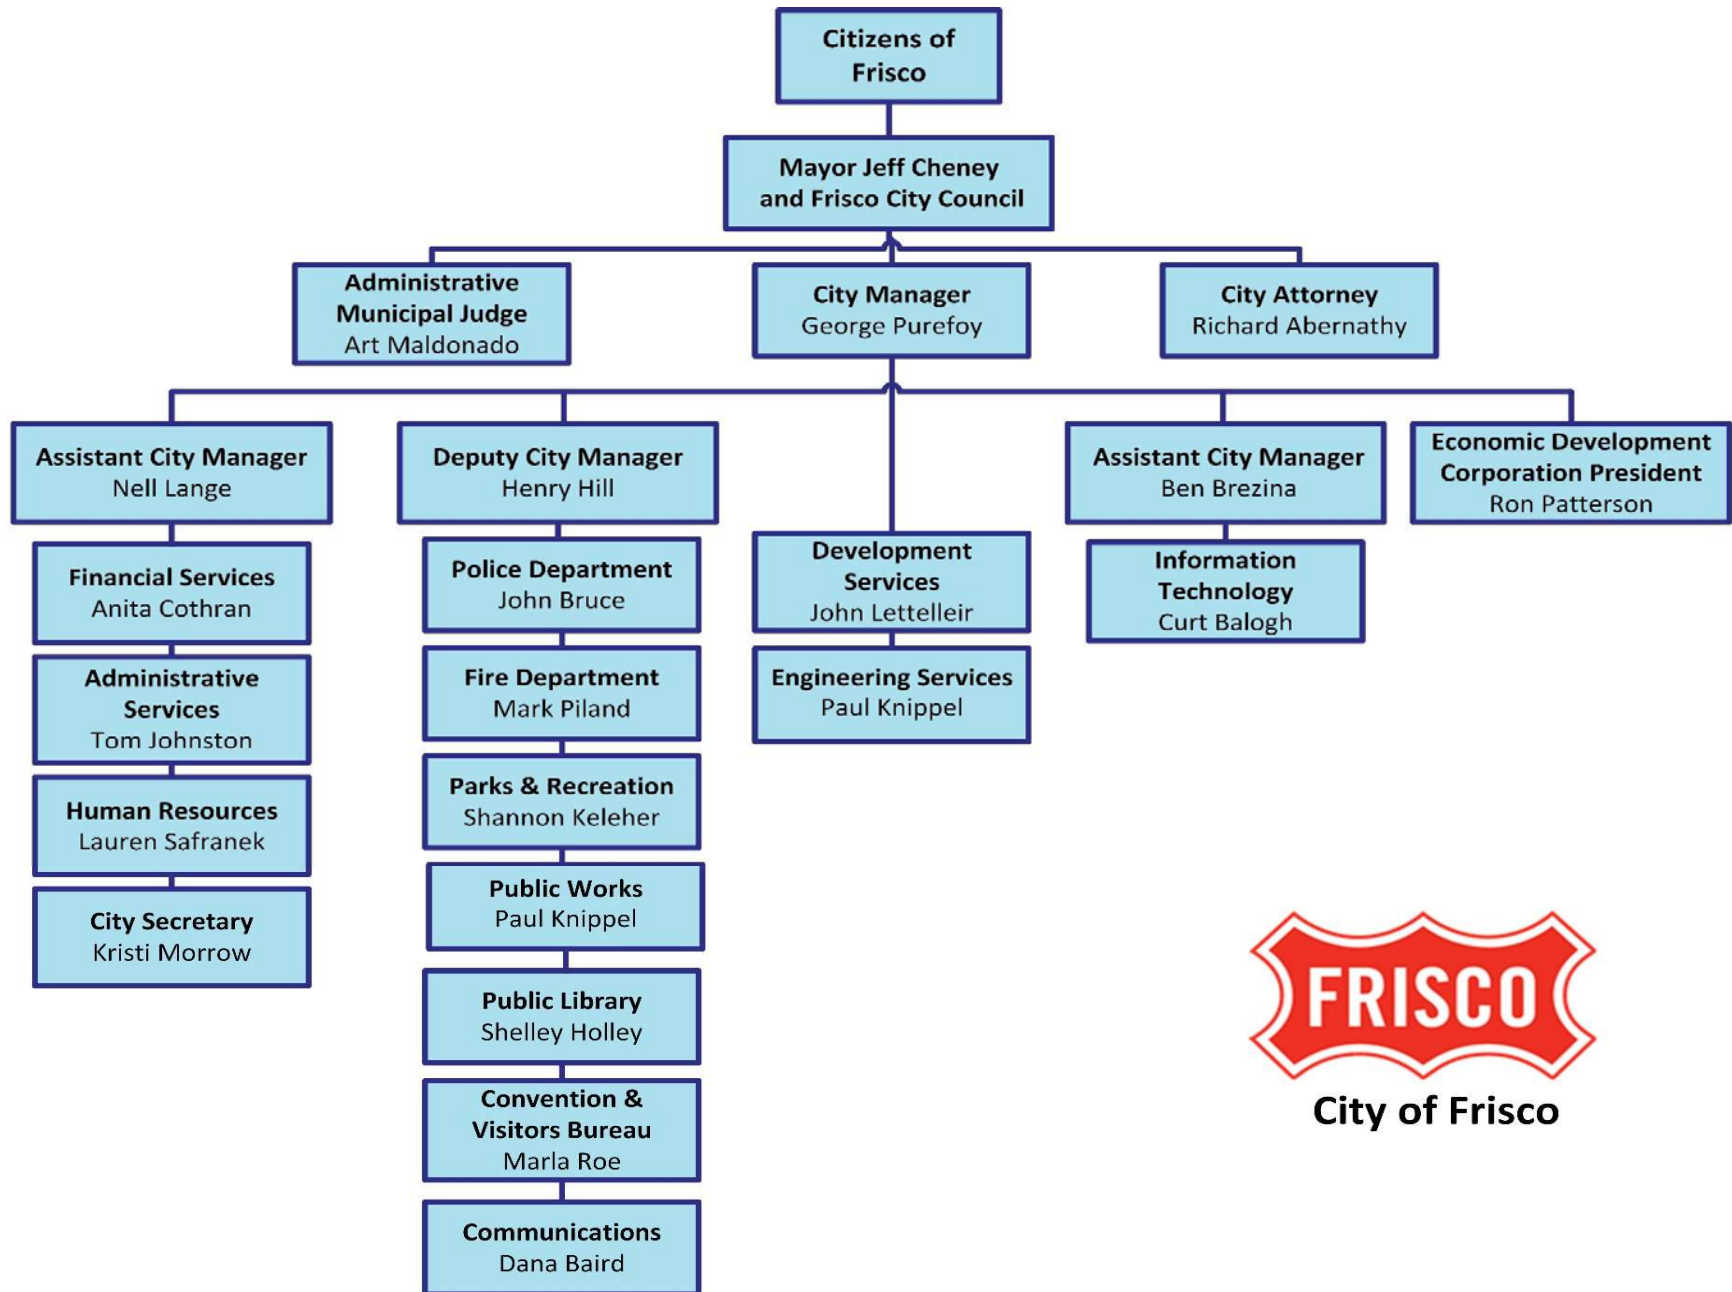 Citizens of
Frisco
Mayor Jeff Cheney
and Frisco City Council
Administrative
Municipal Judge
Art Maldonado
City Manager
George Purefoy
City Attorney
Richard Abernathy
Assistant City Manager
Nell Lange
Deputy City Manager
Henry Hill
Assistant City Manager
Ben Brezina
Economic Development
Corporation President
Ron Patterson
Financial Services
Anita Cothran
Administrative
Services
Tom Johnston
Human Resources
Lauren Safranek
City Secretary
Kristi Morrow
Police Department
John Bruce
Fire Department
Mark Piland
Parks & Recreation
Shannon Keleher
Public Works
Paul Knippel
Public Library
Shelley Holley
Convention &
Visitors Bureau
Marla Roe
Communications
Dana Baird
Development
Services
John Lettelleir
Engineering Services
Paul Knippel
Information
Technology
Curt Balogh
FRISCO
City of Frisco